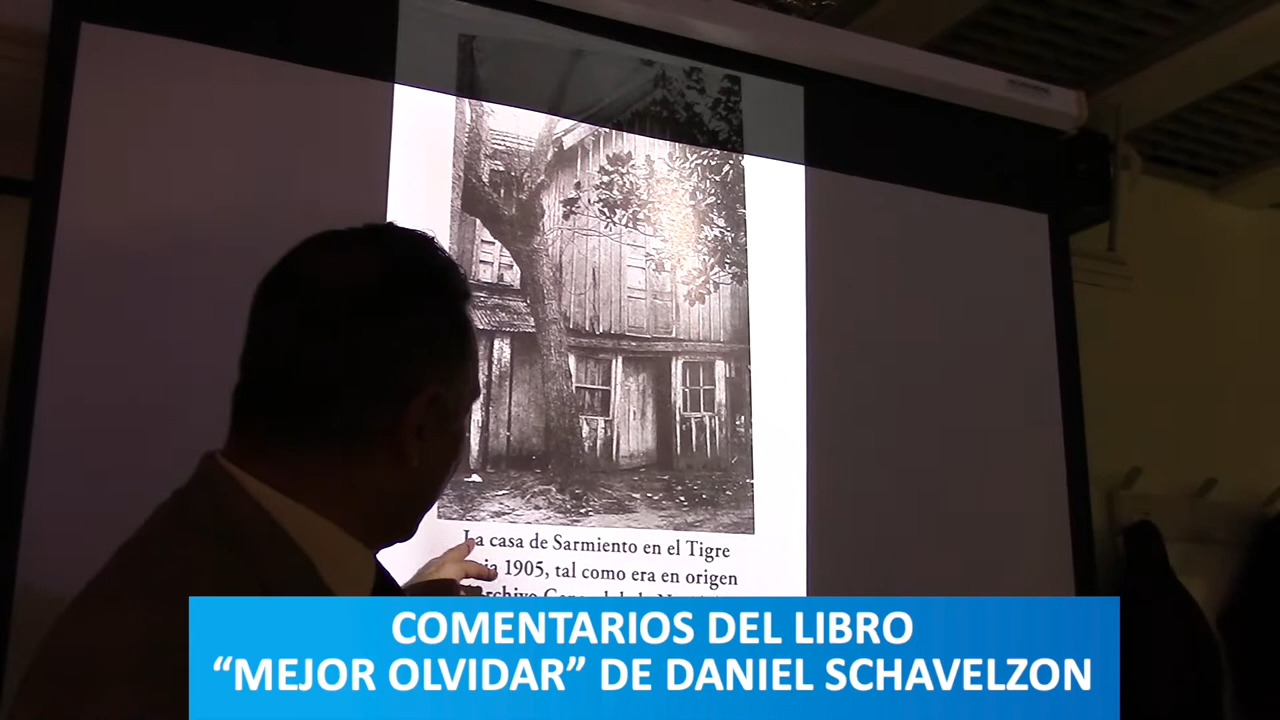 La casa de Sarmiento en el Tigre
1905, tal como era en origen
COMENTARIOS DEL LIBRO
“MEJOR OLVIDAR” DE DANIEL SCHAVELZON